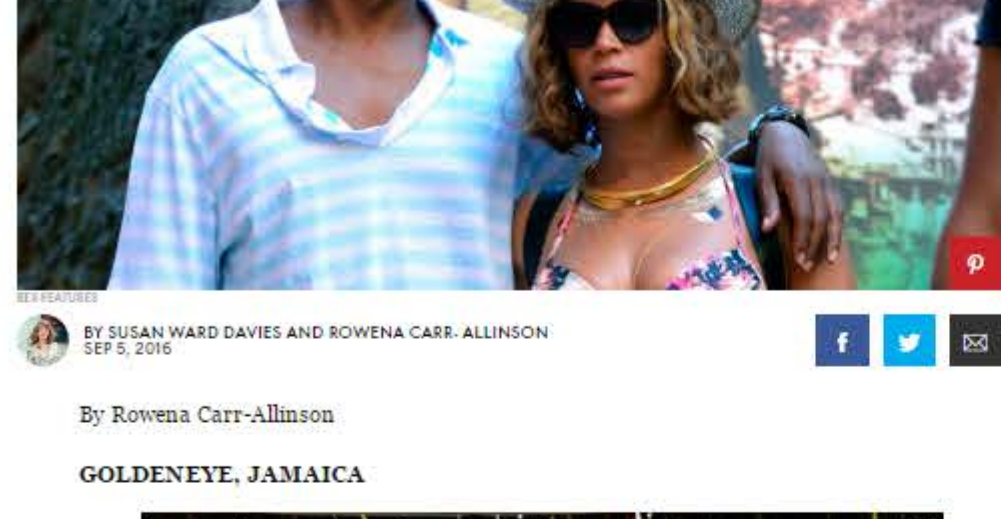 REX FEATURES
BY SUSAN WARD DAVIES AND ROWENA CARR- ALLINSON
SEP 5, 2016
By Rowena Carr-Allinson
GOLDENEYE, JAMAICA